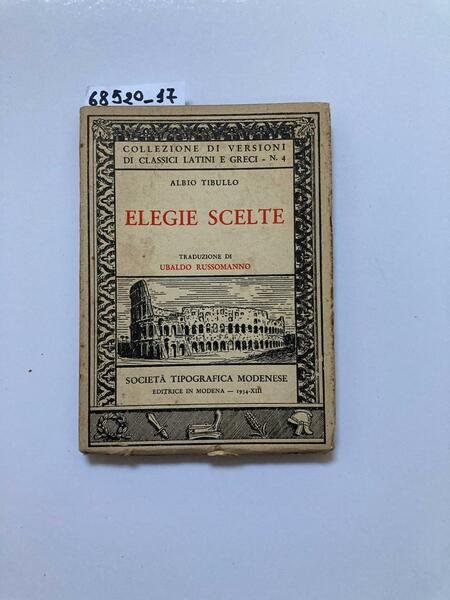 68520_17
COLLEZIONE DI VERSIONI
DI CLASSICI LATINI E GRECI - N. 4
ALBIO TIBULLO
ELEGIE SCELTE
TRADUZIONE DI
UBALDO RUSSOMANNO
SOCIETÀ TIPOGRAFICA MODENESE
EDITRICE IN MODENA — 1934-XIII